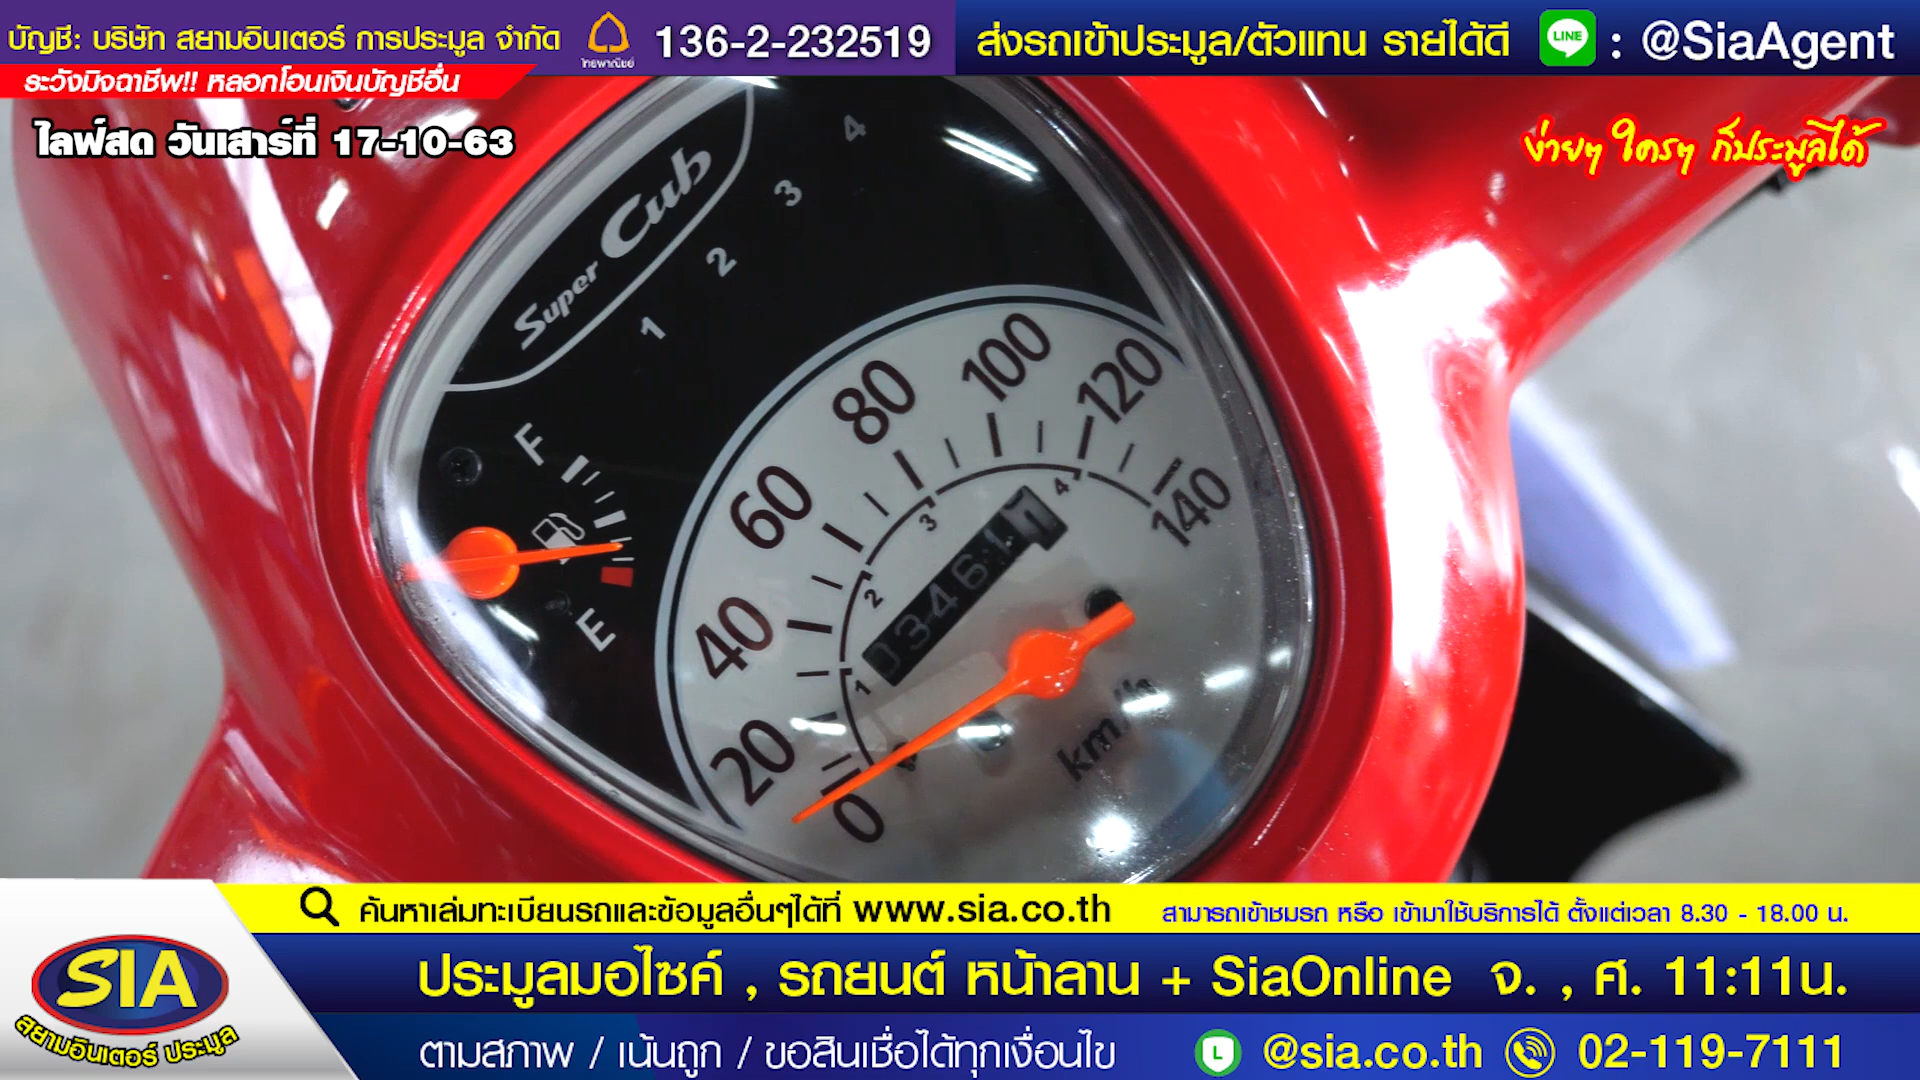 บัญชี: บริษัท สยามอินเตอร์ การประมูล จำกัด
ไทยพาณิชย์
136-2-232519
ส่งรถเข้าประมูล/ตัวแทน รายได้ดี
LINE
: @SiaAgent
ระวังมิจฉาชีพ!! หลอกโอนเงินบัญชีอื่น
ไลฟ์สด วันเสาร์ที่ 17-10-63
ง่ายๆ ใครๆ ก็ประมูลได้
Super Cub
1 2 3 4
F
E
0 20 40 60 80 100 120 140
1 2 3 4
km/h
ค้นหาเล่มทะเบียนรถและข้อมูลอื่นๆได้ที่ www.sia.co.th
สามารถเข้าชมรถ หรือ เข้ามาใช้บริการได้ ตั้งแต่เวลา 8.30 - 18.00 น.
SIA
สยามอินเตอร์ ประมูล
ประมูลมอไซค์ , รถยนต์ หน้าลาน + SiaOnline จ. , ศ. 11:11น.
ตามสภาพ / เน้นถูก / ขอสินเชื่อได้ทุกเงื่อนไข
@sia.co.th
02-119-7111